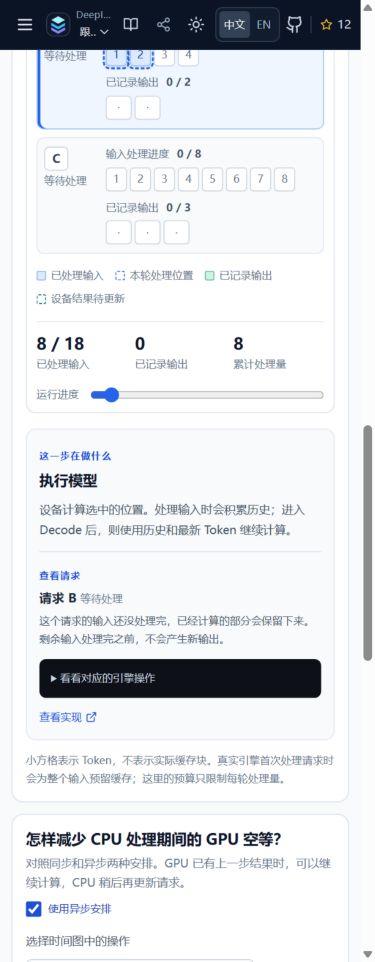 Deepl...
跟..
中文 EN
12
等待处理 1 2 3 4
已记录输出 0 / 2
C 输入处理进度 0 / 8
等待处理 1 2 3 4 5 6 7 8
已记录输出 0 / 3
已处理输入 本轮处理位置 已记录输出
设备结果待更新
8 / 18 0 8
已处理输入 已记录输出 累计处理量
运行进度
这一步在做什么
执行模型
设备计算选中的位置。处理输入时会积累历史；进入
Decode 后，则使用历史和最新 Token 继续计算。
查看请求
请求 B 等待处理
这个请求的输入还没处理完，已经计算的部分会保留下来。
剩余输入处理完之前，不会产生新输出。
▶ 看看对应的引擎操作
查看实现
小方格表示 Token，不表示实际缓存块。真实引擎首次处理请求时
会为整个输入预留缓存；这里的预算只限制每轮处理量。
怎样减少 CPU 处理期间的 GPU 空等？
对照同步和异步两种安排。GPU 已有上一步结果时，可以继
续计算，CPU 稍后再更新请求。
使用异步安排
选择时间图中的操作